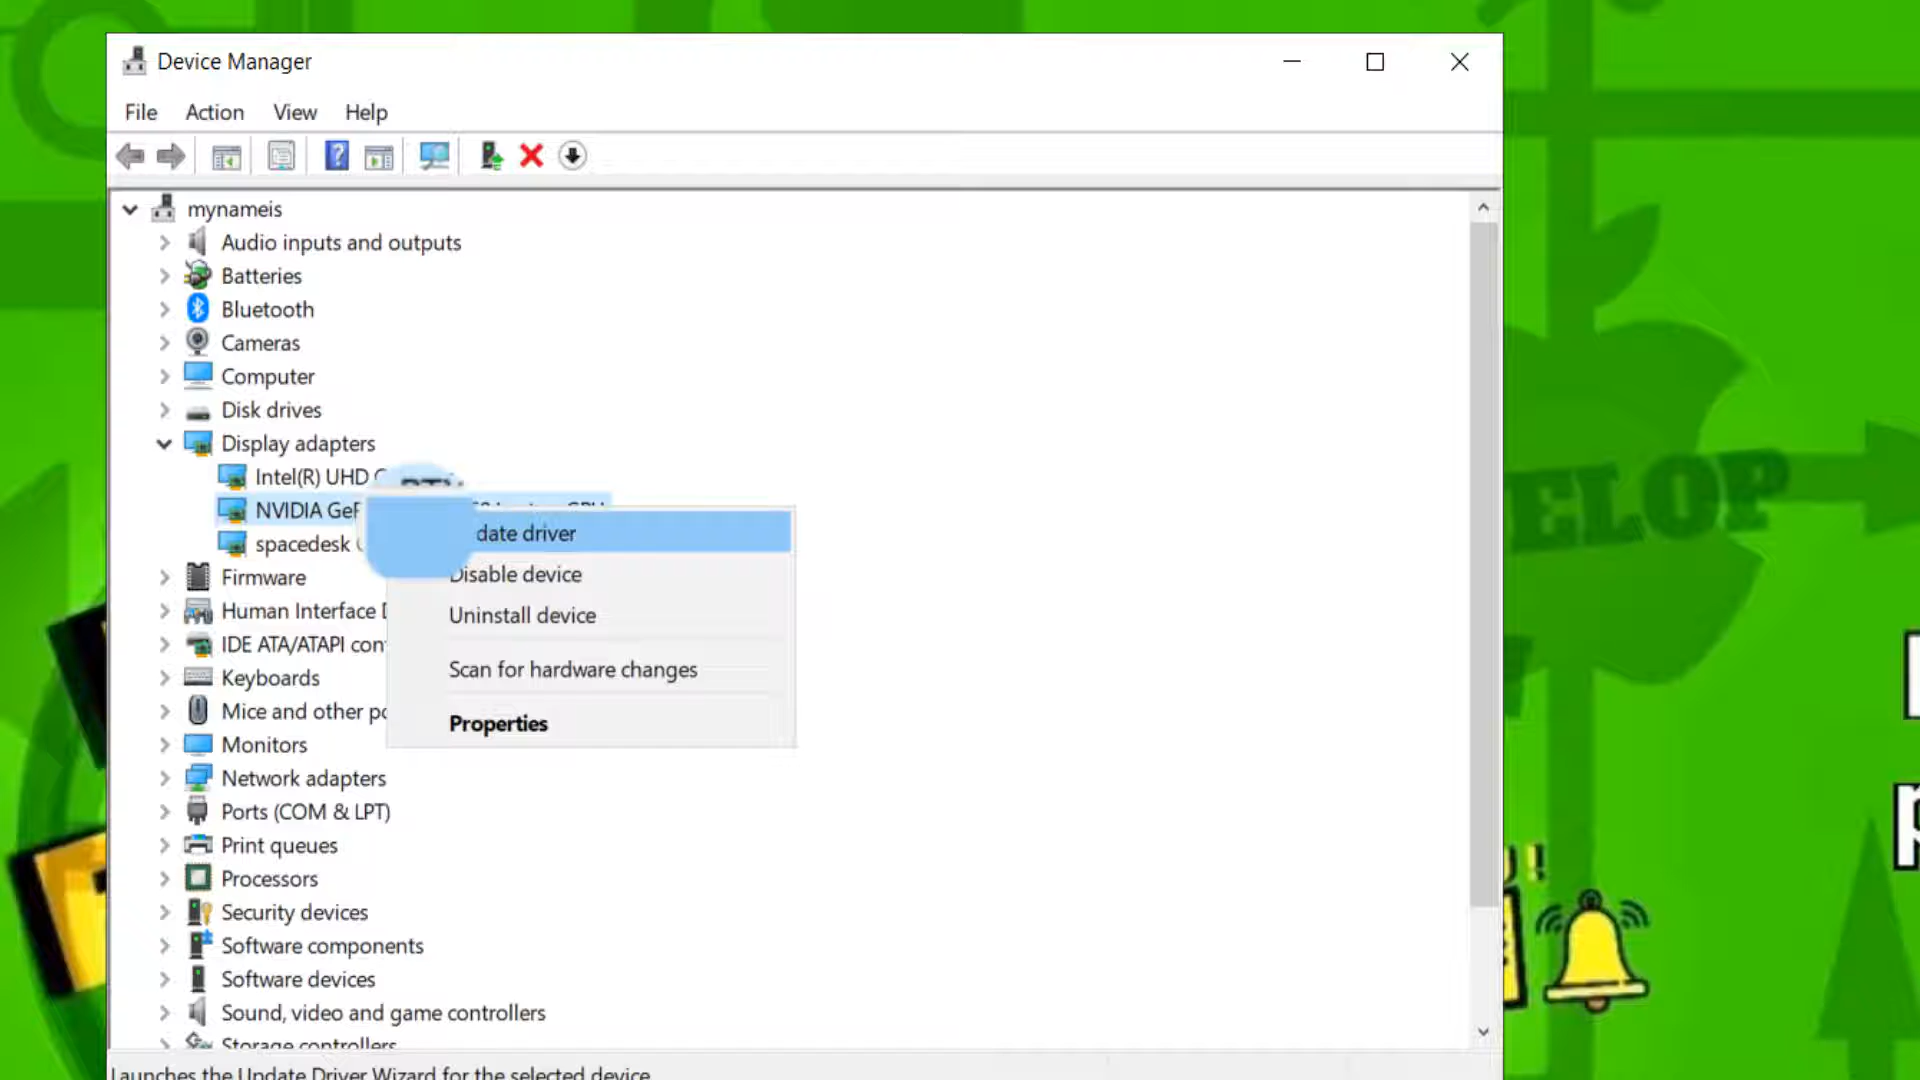 Device Manager
File Action View Help
mynameis
Audio inputs and outputs
Batteries
Bluetooth
Cameras
Computer
Disk drives
Display adapters
Intel(R) UHD
NVIDIA
spacedesk
date driver
Disable device
Firmware
Human Interface
Uninstall device
IDE ATA/ATAPI
Scan for hardware changes
Keyboards
Mice and other
Properties
Monitors
Network adapters
Ports (COM & LPT)
Print queues
Processors
Security devices
Software components
Software devices
Sound, video and game controllers
Storage controllers
Launches the Update Driver Wizard for the selected device.
ELOP